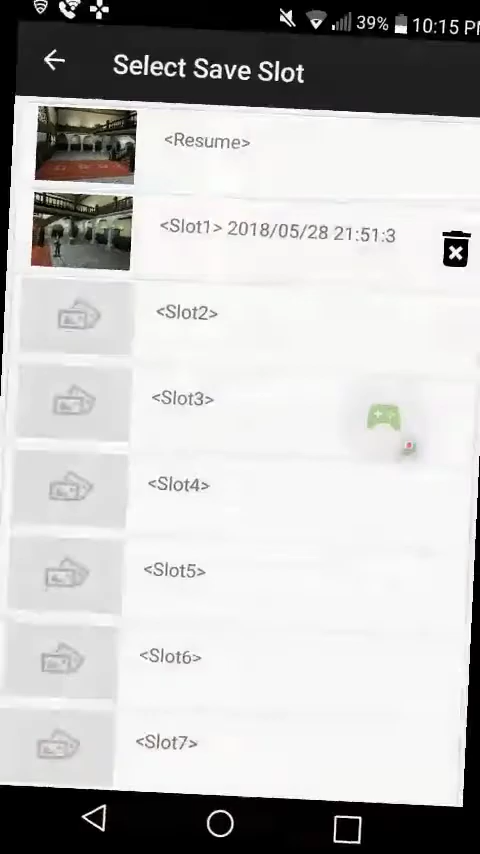 39% 10:15 P
Select Save Slot
<Resume>
<Slot1> 2018/05/28 21:51:3
<Slot2>
<Slot3>
<Slot4>
<Slot5>
<Slot6>
<Slot7>